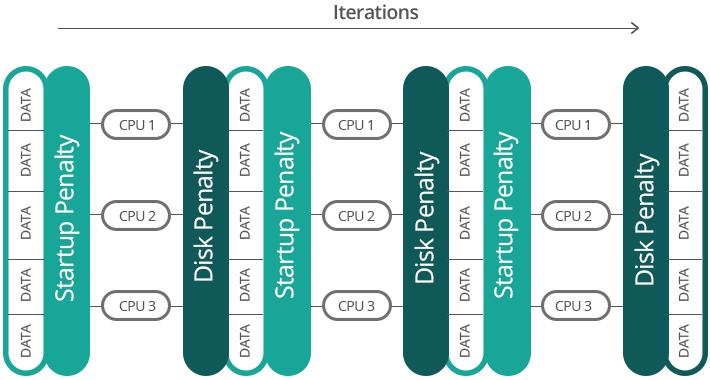 Iterations
DATA
DATA
DATA
DATA
DATA
Startup Penalty
CPU 1
CPU 2
CPU 3
Disk Penalty
DATA
DATA
DATA
DATA
DATA
Startup Penalty
CPU 1
CPU 2
CPU 3
Disk Penalty
DATA
DATA
DATA
DATA
DATA
Startup Penalty
CPU 1
CPU 2
CPU 3
Disk Penalty
DATA
DATA
DATA
DATA
DATA